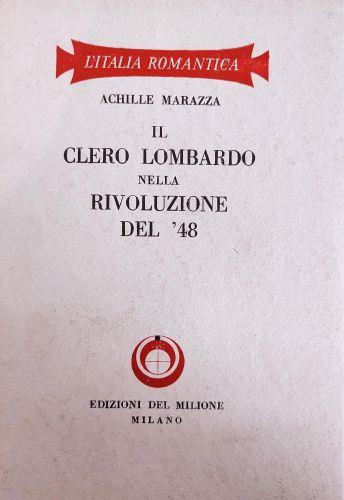 L'ITALIA ROMANTICA
ACHILLE MARAZZA
IL
CLERO LOMBARDO
NELLA
RIVOLUZIONE
DEL '48
EDIZIONI DEL MILIONE
MILANO